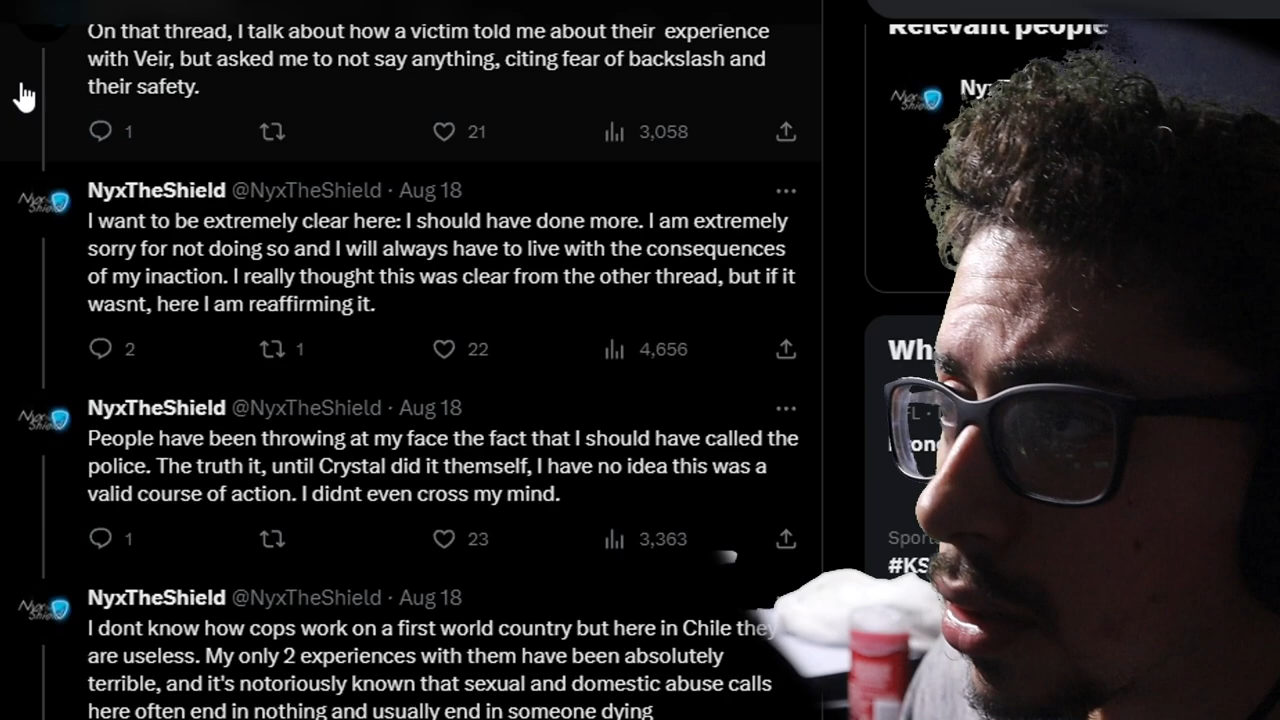 On that thread, I talk about how a victim told me about their experience
with Veir, but asked me to not say anything, citing fear of backslash and
their safety.
1 21 3,058
NyxTheShield @NyxTheShield · Aug 18
I want to be extremely clear here: I should have done more. I am extremely
sorry for not doing so and I will always have to live with the consequences
of my inaction. I really thought this was clear from the other thread, but if it
wasnt, here I am reaffirming it.
2 1 22 4,656
NyxTheShield @NyxTheShield · Aug 18
People have been throwing at my face the fact that I should have called the
police. The truth it, until Crystal did it themself, I have no idea this was a
valid course of action. I didnt even cross my mind.
1 23 3,363
NyxTheShield @NyxTheShield · Aug 18
I dont know how cops work on a first world country but here in Chile they
are useless. My only 2 experiences with them have been absolutely
terrible, and it's notoriously known that sexual and domestic abuse calls
here often end in nothing and usually end in someone dying
Relevant people
Ny
Wh
Sport
#KS